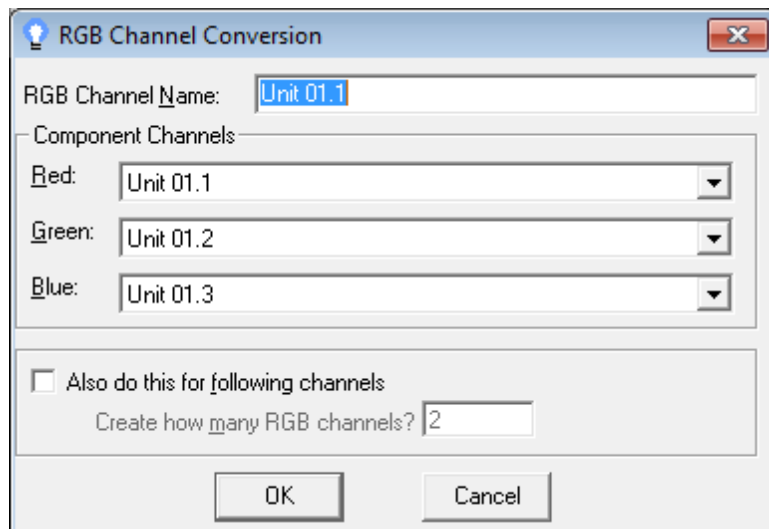 RGB Channel Conversion
RGB Channel Name: Unit 01.1
Component Channels
Red: Unit 01.1
Green: Unit 01.2
Blue: Unit 01.3
Also do this for following channels
Create how many RGB channels? 2
OK Cancel